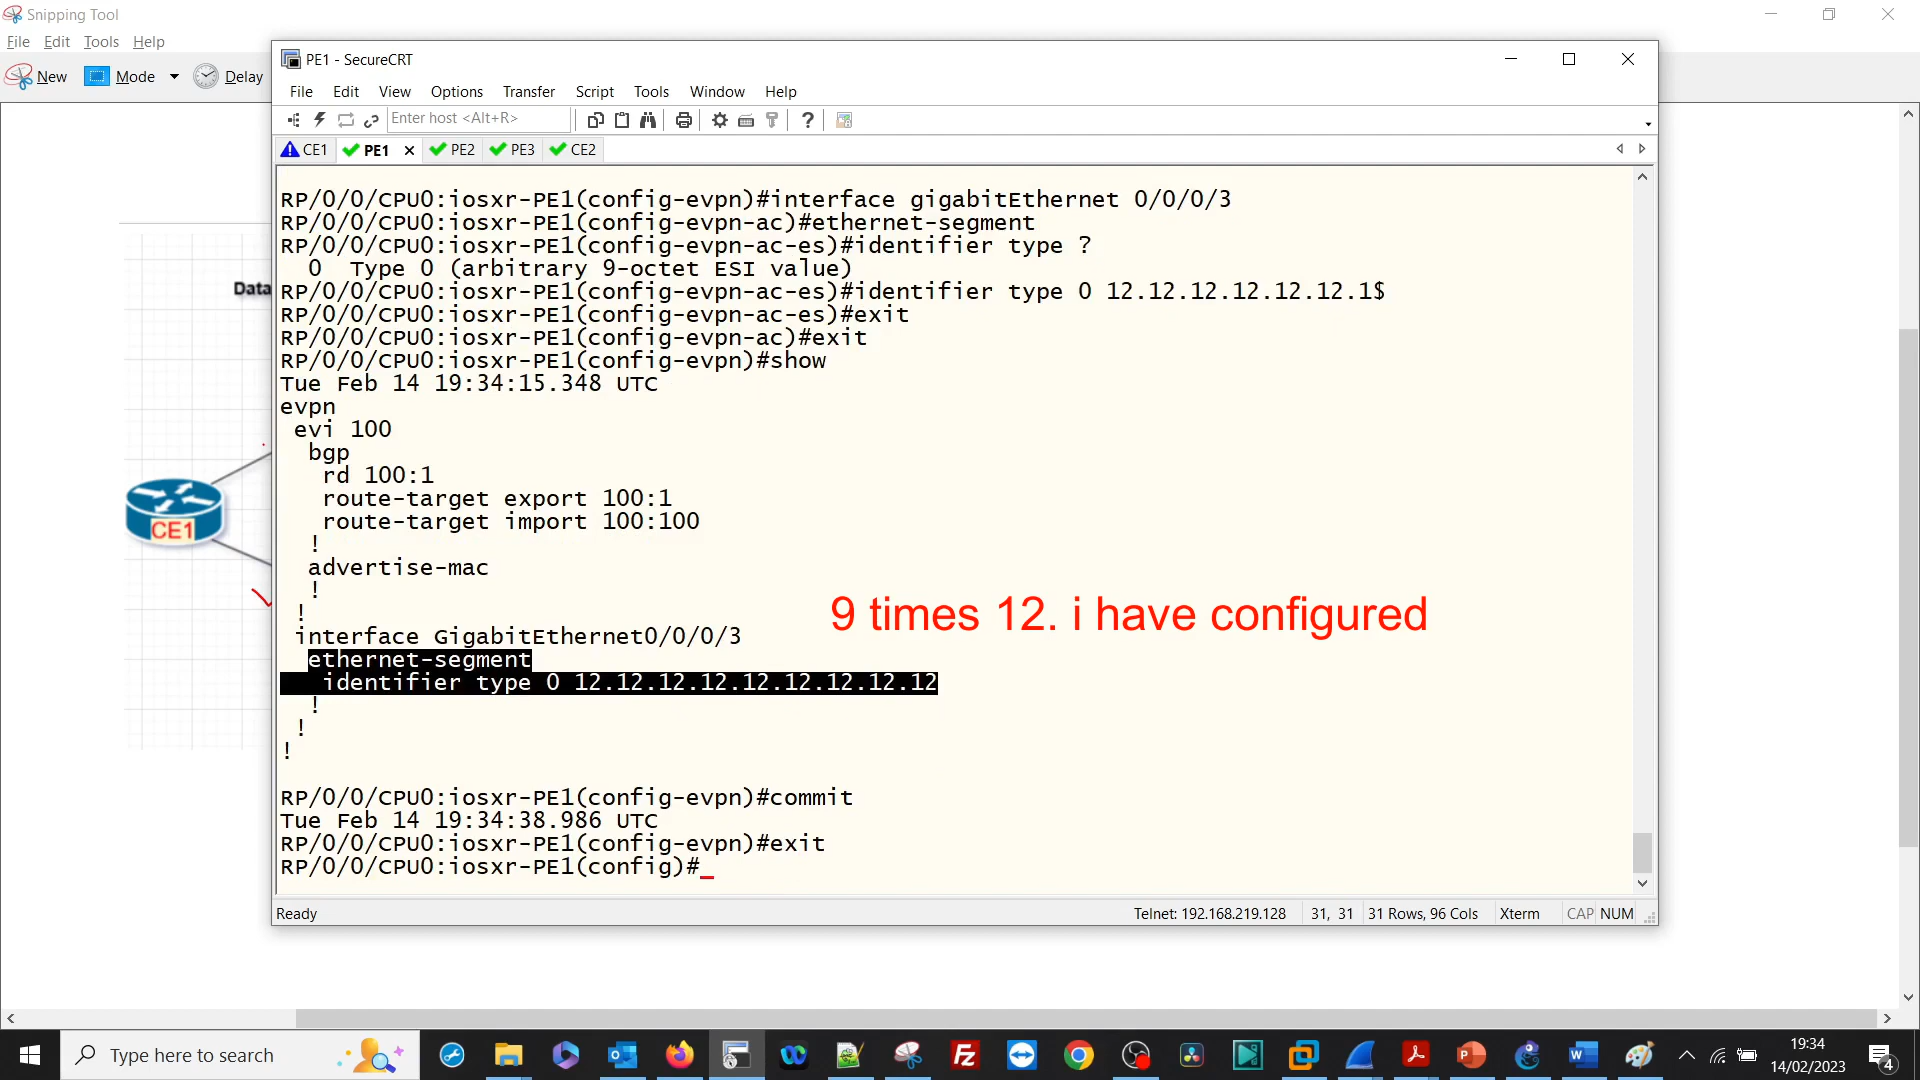 Snipping Tool
File Edit Tools Help
New Mode Delay
PE1 - SecureCRT
File Edit View Options Transfer Script Tools Window Help
Enter host <Alt+R>
CE1 PE1 PE2 PE3 CE2
RP/0/0/CPU0:iosxr-PE1(config-evpn)#interface gigabitEthernet 0/0/0/3
RP/0/0/CPU0:iosxr-PE1(config-evpn-ac)#ethernet-segment
RP/0/0/CPU0:iosxr-PE1(config-evpn-ac-es)#identifier type ?
0 Type 0 (arbitrary 9-octet ESI value)
RP/0/0/CPU0:iosxr-PE1(config-evpn-ac-es)#identifier type 0 12.12.12.12.12.12.1$
RP/0/0/CPU0:iosxr-PE1(config-evpn-ac-es)#exit
RP/0/0/CPU0:iosxr-PE1(config-evpn-ac)#exit
RP/0/0/CPU0:iosxr-PE1(config-evpn)#show
Tue Feb 14 19:34:15.348 UTC
evpn
evi 100
bgp
rd 100:1
route-target export 100:1
route-target import 100:100
!
advertise-mac
!
!
interface GigabitEthernet0/0/0/3
ethernet-segment
identifier type 0 12.12.12.12.12.12.12.12.12
!
!
!
RP/0/0/CPU0:iosxr-PE1(config-evpn)#commit
Tue Feb 14 19:34:38.986 UTC
RP/0/0/CPU0:iosxr-PE1(config-evpn)#exit
RP/0/0/CPU0:iosxr-PE1(config)#_
9 times 12. i have configured
Data
CE1
Ready Telnet: 192.168.219.128 31, 31 31 Rows, 96 Cols Xterm CAP NUM
Type here to search
19:34
14/02/2023
4